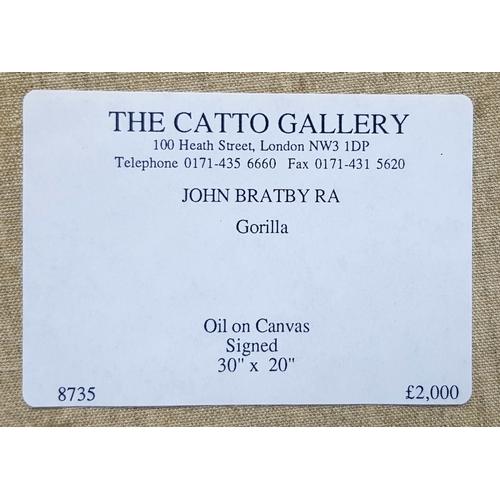 THE CATTO GALLERY
100 Heath Street, London NW3 1DP
Telephone 0171-435 6660 Fax 0171-431 5620
JOHN BRATBY RA
Gorilla
Oil on Canvas
Signed
30" x 20"
8735 £2,000